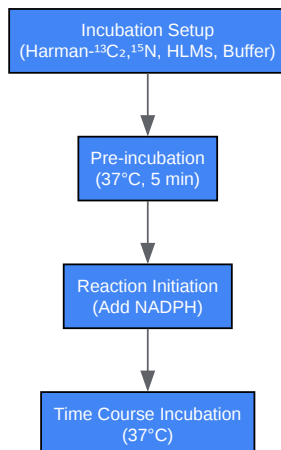 Incubation Setup
(Harman-¹³C₂,¹⁵N, HLMs, Buffer)
Pre-incubation
(37°C, 5 min)
Reaction Initiation
(Add NADPH)
Time Course Incubation
(37°C)